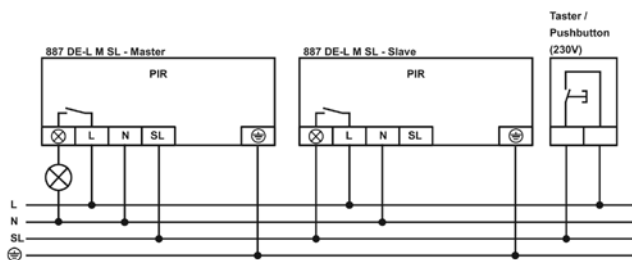 Taster /
Pushbutton
(230V)
887 DE-L M SL - Master
887 DE-L M SL - Slave
PIR
PIR
L N SL
L N SL
L
N
SL